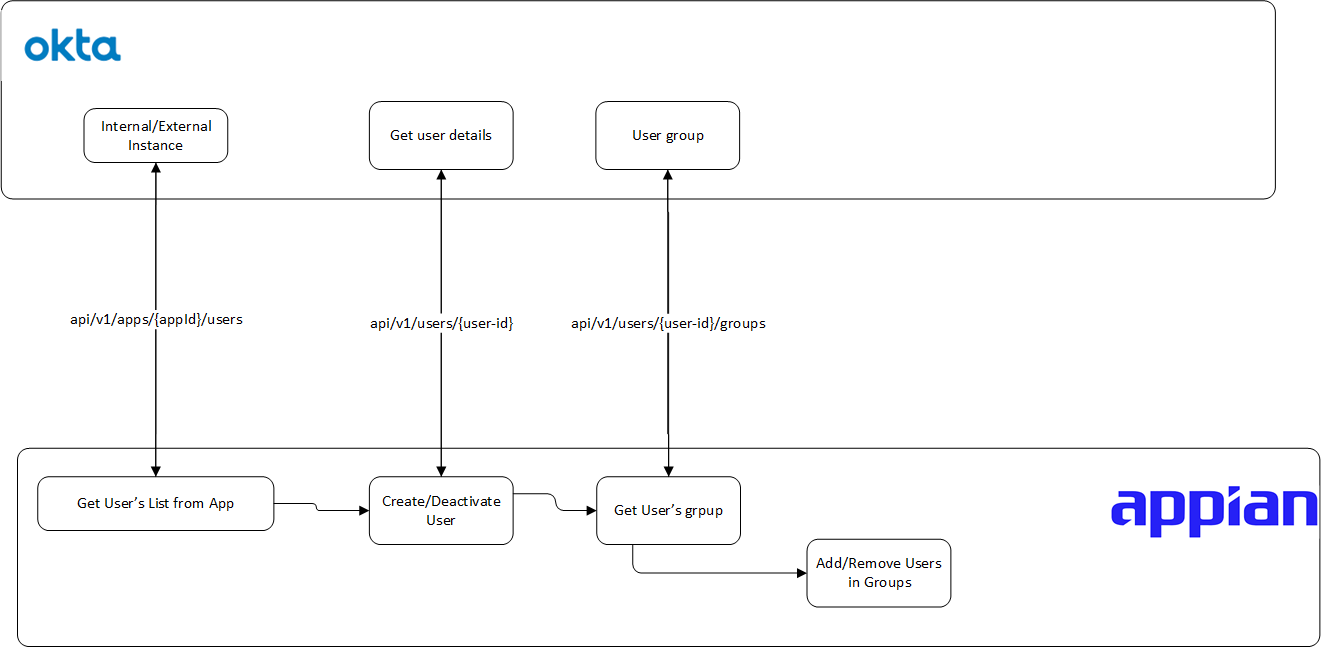 okta
Internal/External
Instance
Get user details
User group
api/v1/apps/{appId}/users
api/v1/users/{user-id}
api/v1/users/{user-id}/groups
Get User’s List from App
Create/Deactivate
User
Get User’s grpup
appian
Add/Remove Users
in Groups